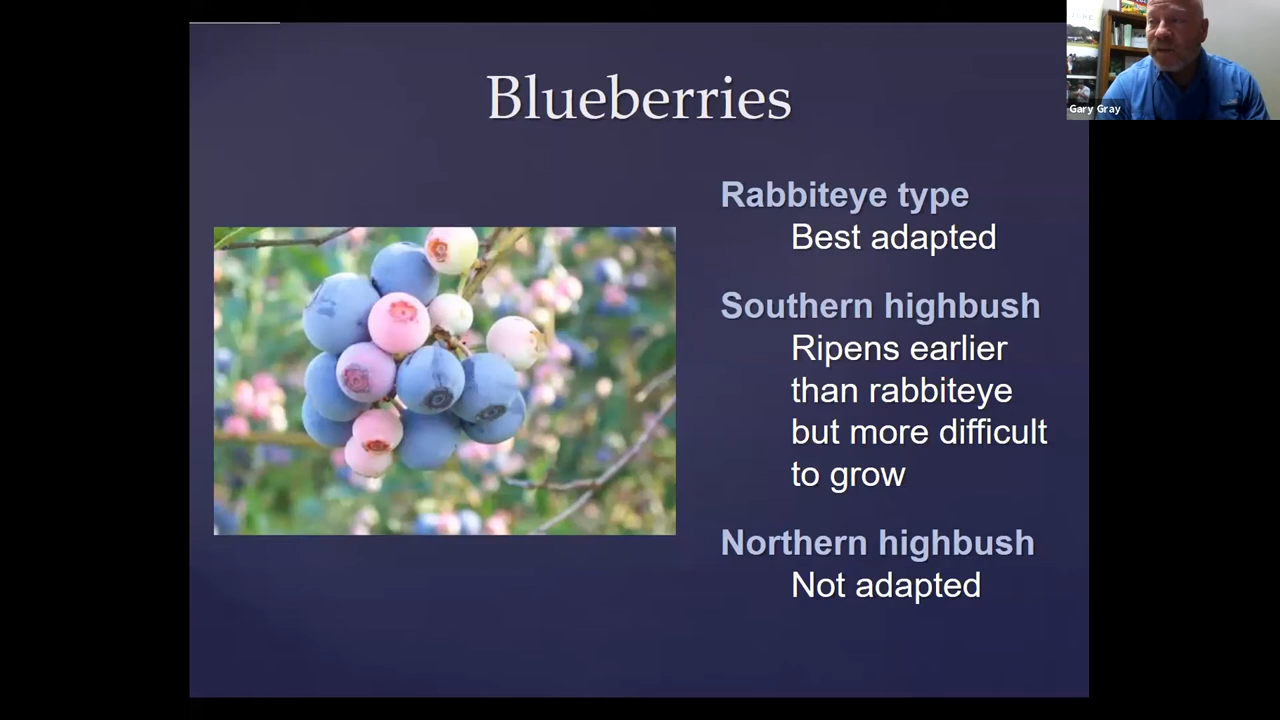 Blueberries
Rabbiteye type
Best adapted
Southern highbush
Ripens earlier
than rabbiteye
but more difficult
to grow
Northern highbush
Not adapted
Gary Gray